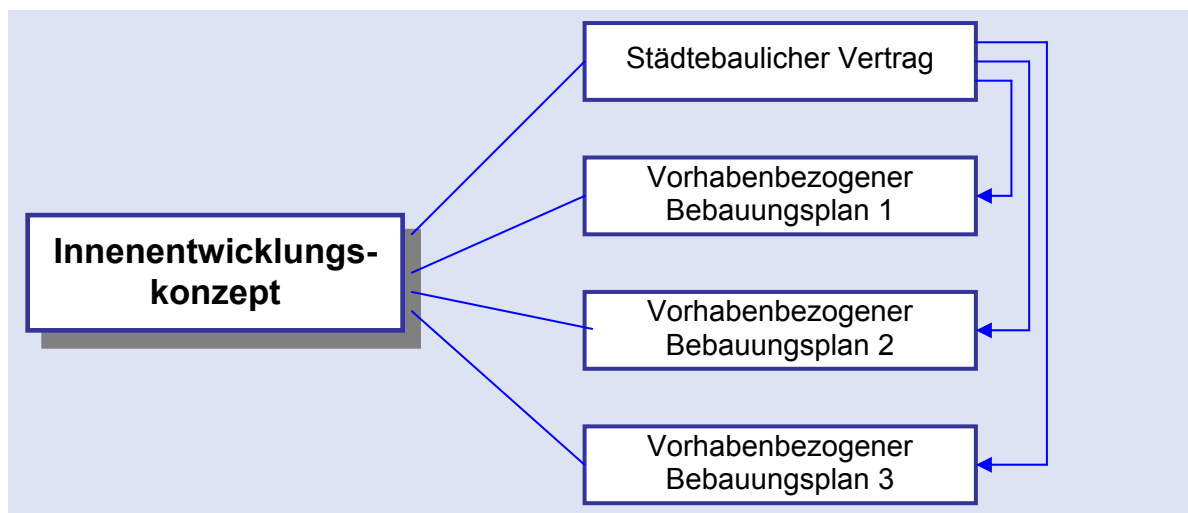 Städtebaulicher Vertrag
Vorhabenbezogener
Bebauungsplan 1
Innenentwicklungs-
konzept
Vorhabenbezogener
Bebauungsplan 2
Vorhabenbezogener
Bebauungsplan 3